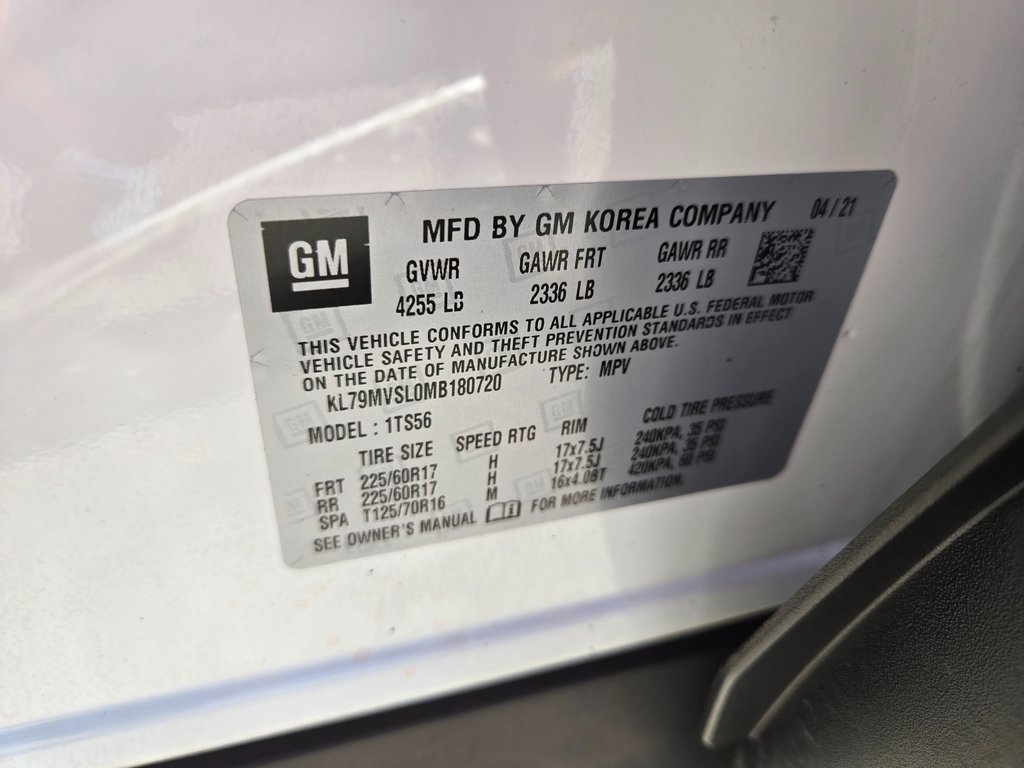 GM
MFD BY GM KOREA COMPANY 04/21
GVWR GAWR FRT GAWR RR
4255 LB 2336 LB 2336 LB
THIS VEHICLE CONFORMS TO ALL APPLICABLE U.S. FEDERAL MOTOR
VEHICLE SAFETY AND THEFT PREVENTION STANDARDS IN EFFECT
ON THE DATE OF MANUFACTURE SHOWN ABOVE.
KL79MVSL0MB180720 TYPE: MPV
MODEL : 1TS56
TIRE SIZE SPEED RTG RIM COLD TIRE PRESSURE
FRT 225/60R17 H 17x7.5J 240KPA, 35 PSI
RR 225/60R17 H 17x7.5J 240KPA, 35 PSI
SPA T125/70R16 M 16x4.0BT 420KPA, 60 PSI
SEE OWNER'S MANUAL FOR MORE INFORMATION.